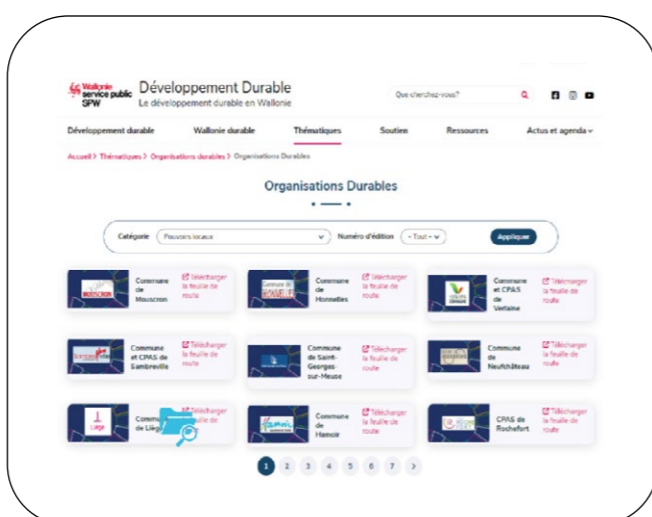 Wallonie
service public
SPW
Développement Durable
Le développement durable en Wallonie
Que cherchez-vous?
Développement durable Wallonie durable Thématiques Soutien Ressources Actus et agenda
Accueil > Thématiques > Organisations durables > Organisations Durables
Organisations Durables
Catégorie Pouvoirs locaux Numéro d'édition - Tout - Appliquer
MOUSCRON
Commune
de
Mouscron
Télécharger
la feuille de
route
Commune de
HONNELLES
Commune
de
Honnelles
Télécharger
la feuille de
route
Commune
et CPAS
de
Verlaine
Télécharger
la feuille de
route
Commune
et CPAS de
Sambreville
Télécharger
la feuille de
route
Commune
de Saint-
Georges-
sur-Meuse
Télécharger
la feuille de
route
Commune
de
Neufchâteau
Télécharger
la feuille de
route
Liège
Commune
de Liège
Télécharger
feuille de
route
Hamoir
Commune
de
Hamoir
Télécharger
la feuille de
route
CPAS de
Rochefort
Télécharger
la feuille de
route
1 2 3 4 5 6 7 >